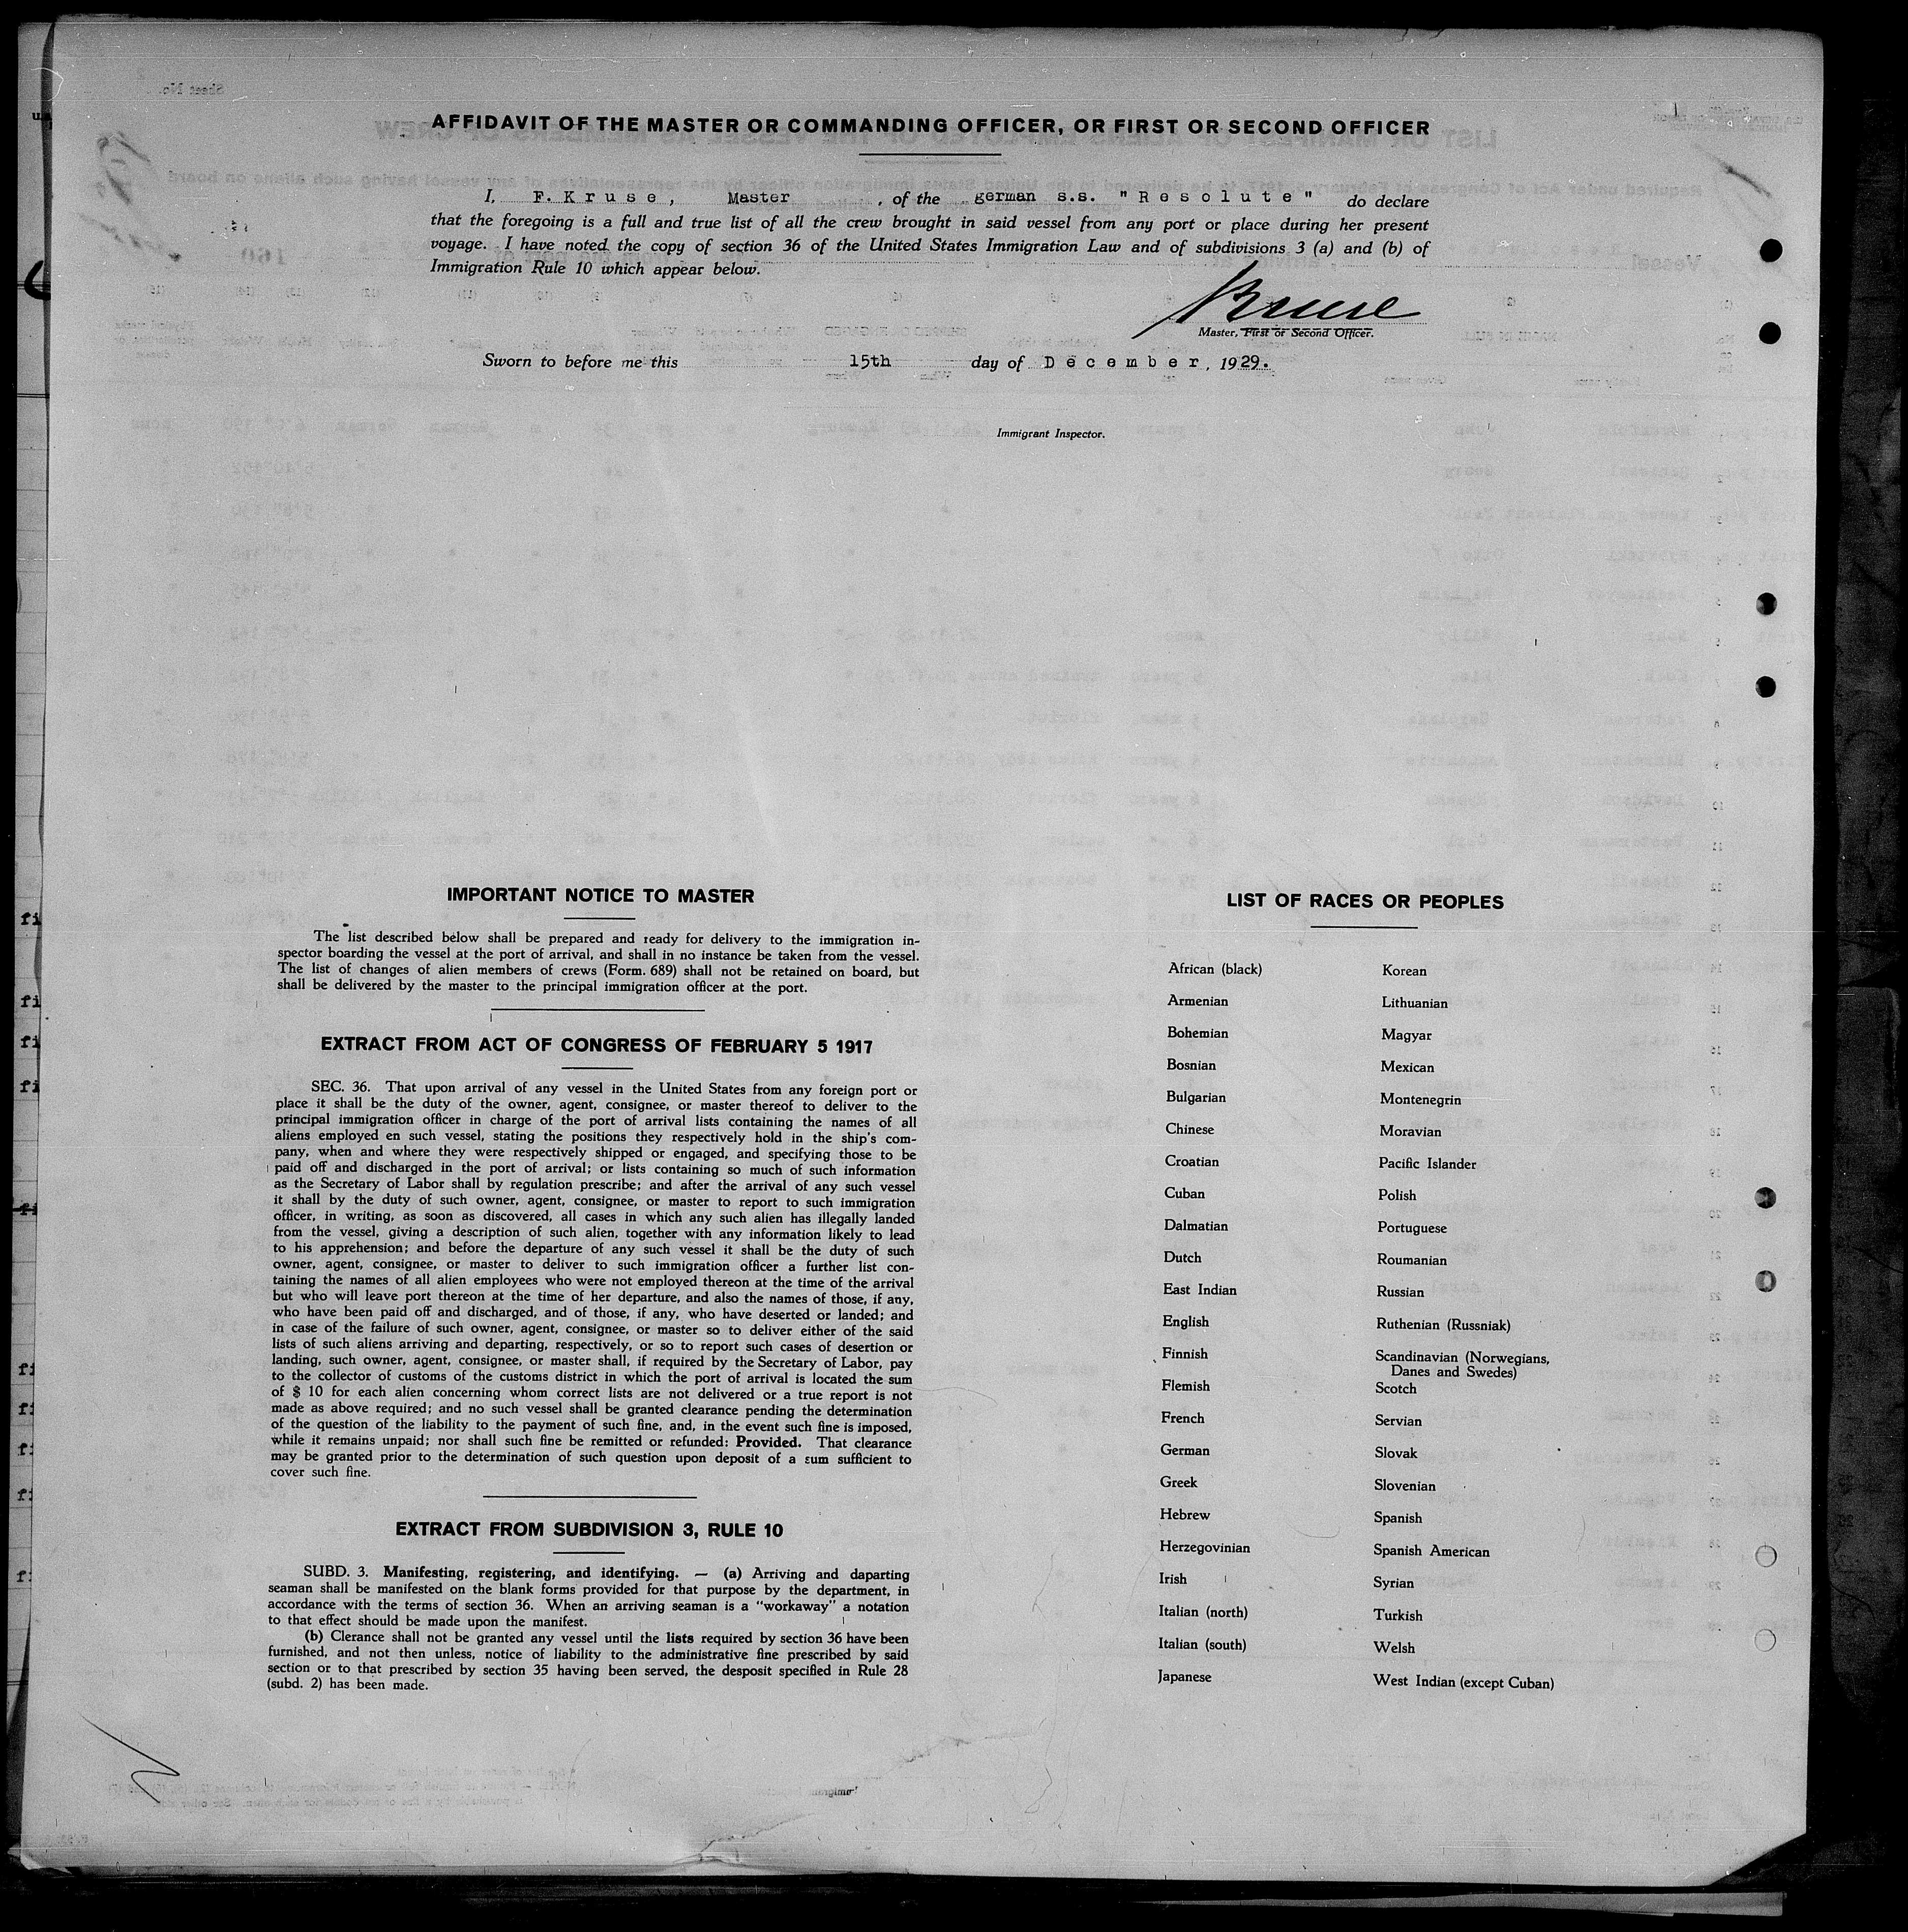 AFFIDAVIT OF THE MASTER OR COMMANDING OFFICER, OR FIRST OR SECOND OFFICER
I, F. Kruse, Master, of the german s.s. "Resolute" do declare
that the foregoing is a full and true list of all the crew brought in said vessel from any port or place during her present
voyage. I have noted the copy of section 36 of the United States Immigration Law and of subdivisions 3 (a) and (b) of
Immigration Rule 10 which appear below.
Kruse
Master, First or Second Officer.
Sworn to before me this 15th day of December, 1929.
Immigrant Inspector.
IMPORTANT NOTICE TO MASTER
The list described below shall be prepared and ready for delivery to the immigration in-
spector boarding the vessel at the port of arrival, and shall in no instance be taken from the vessel.
The list of changes of alien members of crews (Form. 689) shall not be retained on board, but
shall be delivered by the master to the principal immigration officer at the port.
EXTRACT FROM ACT OF CONGRESS OF FEBRUARY 5 1917
SEC. 36. That upon arrival of any vessel in the United States from any foreign port or
place it shall be the duty of the owner, agent, consignee, or master thereof to deliver to the
principal immigration officer in charge of the port of arrival lists containing the names of all
aliens employed en such vessel, stating the positions they respectively hold in the ship's com-
pany, when and where they were respectively shipped or engaged, and specifying those to be
paid off and discharged in the port of arrival; or lists containing so much of such information
as the Secretary of Labor shall by regulation prescribe; and after the arrival of any such vessel
it shall by the duty of such owner, agent, consignee, or master to report to such immigration
officer, in writing, as soon as discovered, all cases in which any such alien has illegally landed
from the vessel, giving a description of such alien, together with any information likely to lead
to his apprehension; and before the departure of any such vessel it shall be the duty of such
owner, agent, consignee, or master to deliver to such immigration officer a further list con-
taining the names of all alien employees who were not employed thereon at the time of the arrival
but who will leave port thereon at the time of her departure, and also the names of those, if any,
who have been paid off and discharged, and of those, if any, who have deserted or landed; and
in case of the failure of such owner, agent, consignee, or master so to deliver either of the said
lists of such aliens arriving and departing, respectively, or so to report such cases of desertion or
landing, such owner, agent, consignee, or master shall, if required by the Secretary of Labor, pay
to the collector of customs of the customs district in which the port of arrival is located the sum
of $ 10 for each alien concerning whom correct lists are not delivered or a true report is not
made as above required; and no such vessel shall be granted clearance pending the determination
of the question of the liability to the payment of such fine, and, in the event such fine is imposed,
while it remains unpaid; nor shall such fine be remitted or refunded: Provided. That clearance
may be granted prior to the determination of such question upon deposit of a sum sufficient to
cover such fine.
EXTRACT FROM SUBDIVISION 3, RULE 10
SUBD. 3. Manifesting, registering, and identifying. — (a) Arriving and daparting
seaman shall be manifested on the blank forms provided for that purpose by the department, in
accordance with the terms of section 36. When an arriving seaman is a "workaway" a notation
to that effect should be made upon the manifest.
(b) Clerance shall not be granted any vessel until the lists required by section 36 have been
furnished, and not then unless, notice of liability to the administrative fine prescribed by said
section or to that prescribed by section 35 having been served, the desposit specified in Rule 28
(subd. 2) has been made.
LIST OF RACES OR PEOPLES
African (black)
Armenian
Bohemian
Bosnian
Bulgarian
Chinese
Croatian
Cuban
Dalmatian
Dutch
East Indian
English
Finnish
Flemish
French
German
Greek
Hebrew
Herzegovinian
Irish
Italian (north)
Italian (south)
Japanese
Korean
Lithuanian
Magyar
Mexican
Montenegrin
Moravian
Pacific Islander
Polish
Portuguese
Roumanian
Russian
Ruthenian (Russniak)
Scandinavian (Norwegians,
Danes and Swedes)
Scotch
Servian
Slovak
Slovenian
Spanish
Spanish American
Syrian
Turkish
Welsh
West Indian (except Cuban)